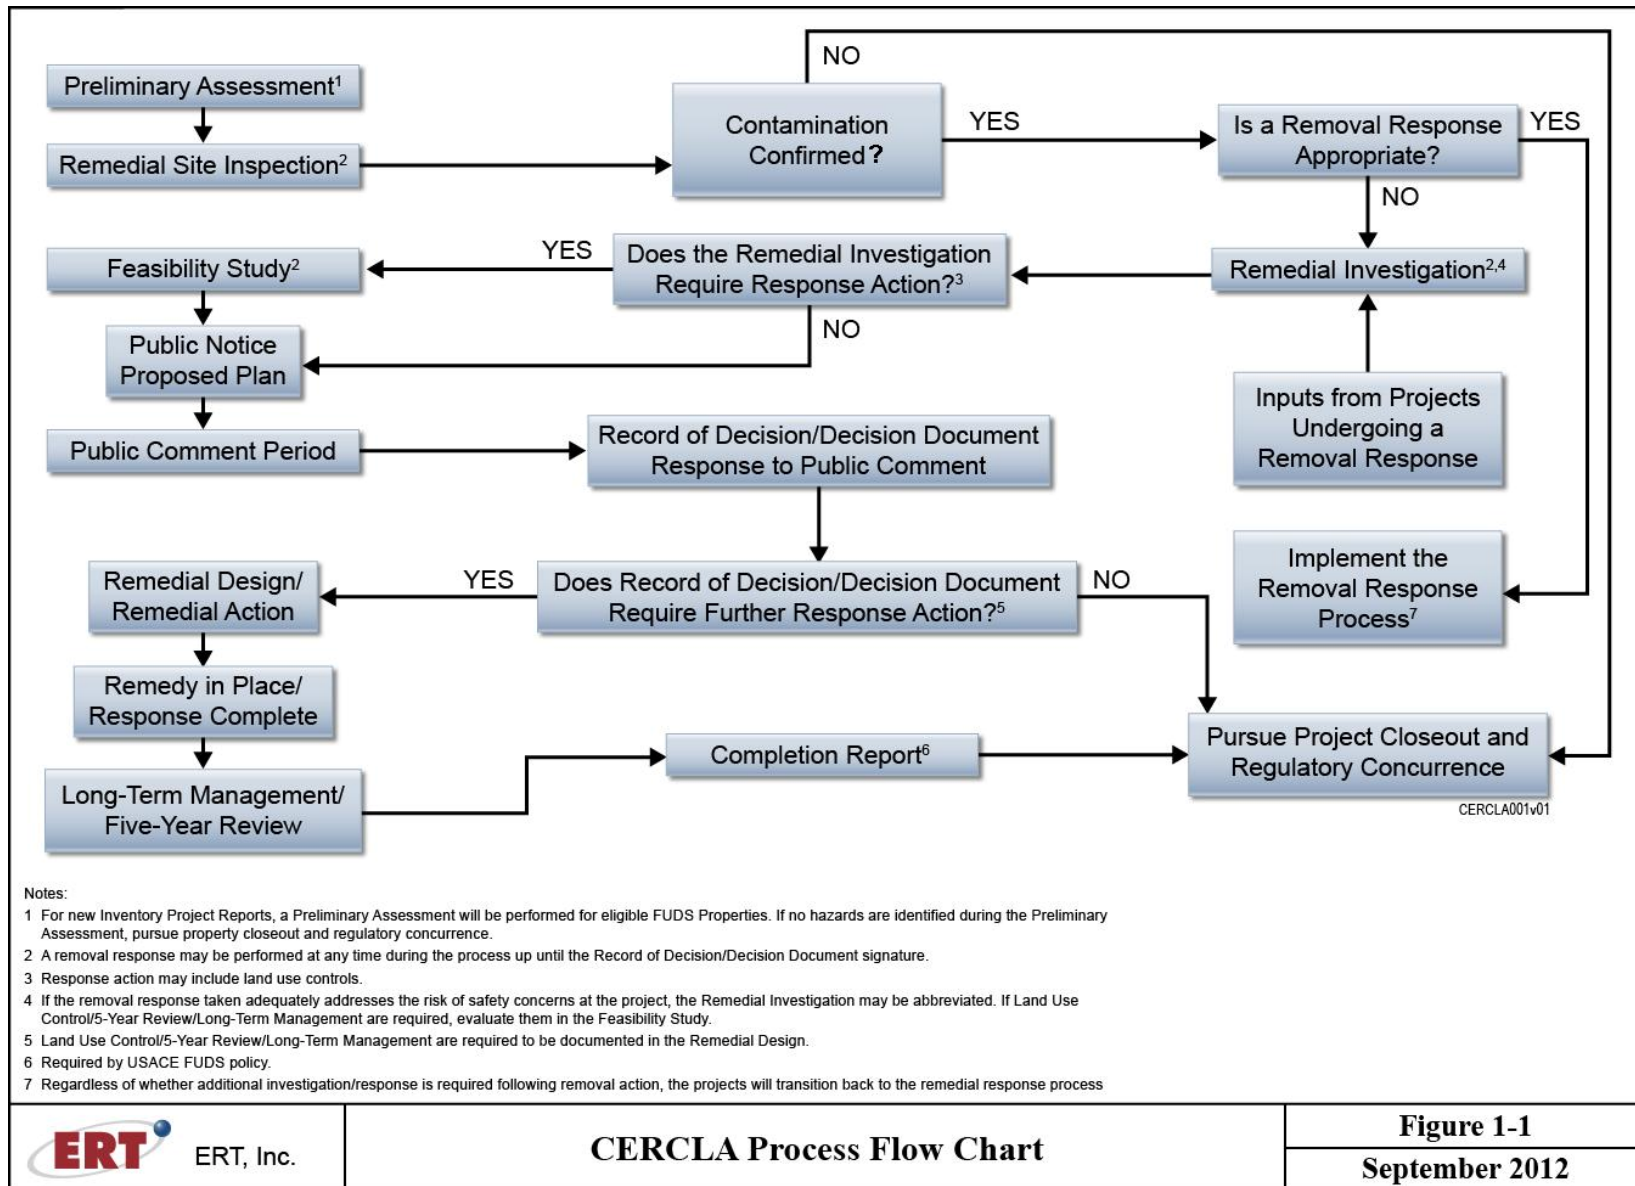 NO
Preliminary Assessment1
Contamination
Confirmed?
YES
Is a Removal Response
Appropriate?
YES
Remedial Site Inspection2
NO
Feasibility Study2
YES
Does the Remedial Investigation
Require Response Action?3
Remedial Investigation2,4
NO
Public Notice
Proposed Plan
Inputs from Projects
Undergoing a
Removal Response
Public Comment Period
Record of Decision/Decision Document
Response to Public Comment
Implement the
Removal Response
Process7
Remedial Design/
Remedial Action
YES
Does Record of Decision/Decision Document
Require Further Response Action?5
NO
Remedy in Place/
Response Complete
Completion Report6
Pursue Project Closeout and
Regulatory Concurrence
Long-Term Management/
Five-Year Review
CERCLA001v01
Notes:
1 For new Inventory Project Reports, a Preliminary Assessment will be performed for eligible FUDS Properties. If no hazards are identified during the Preliminary
Assessment, pursue property closeout and regulatory concurrence.
2 A removal response may be performed at any time during the process up until the Record of Decision/Decision Document signature.
3 Response action may include land use controls.
4 If the removal response taken adequately addresses the risk of safety concerns at the project, the Remedial Investigation may be abbreviated. If Land Use
Control/5-Year Review/Long-Term Management are required, evaluate them in the Feasibility Study.
5 Land Use Control/5-Year Review/Long-Term Management are required to be documented in the Remedial Design.
6 Required by USACE FUDS policy.
7 Regardless of whether additional investigation/response is required following removal action, the projects will transition back to the remedial response process
ERT
ERT, Inc.
CERCLA Process Flow Chart
Figure 1-1
September 2012